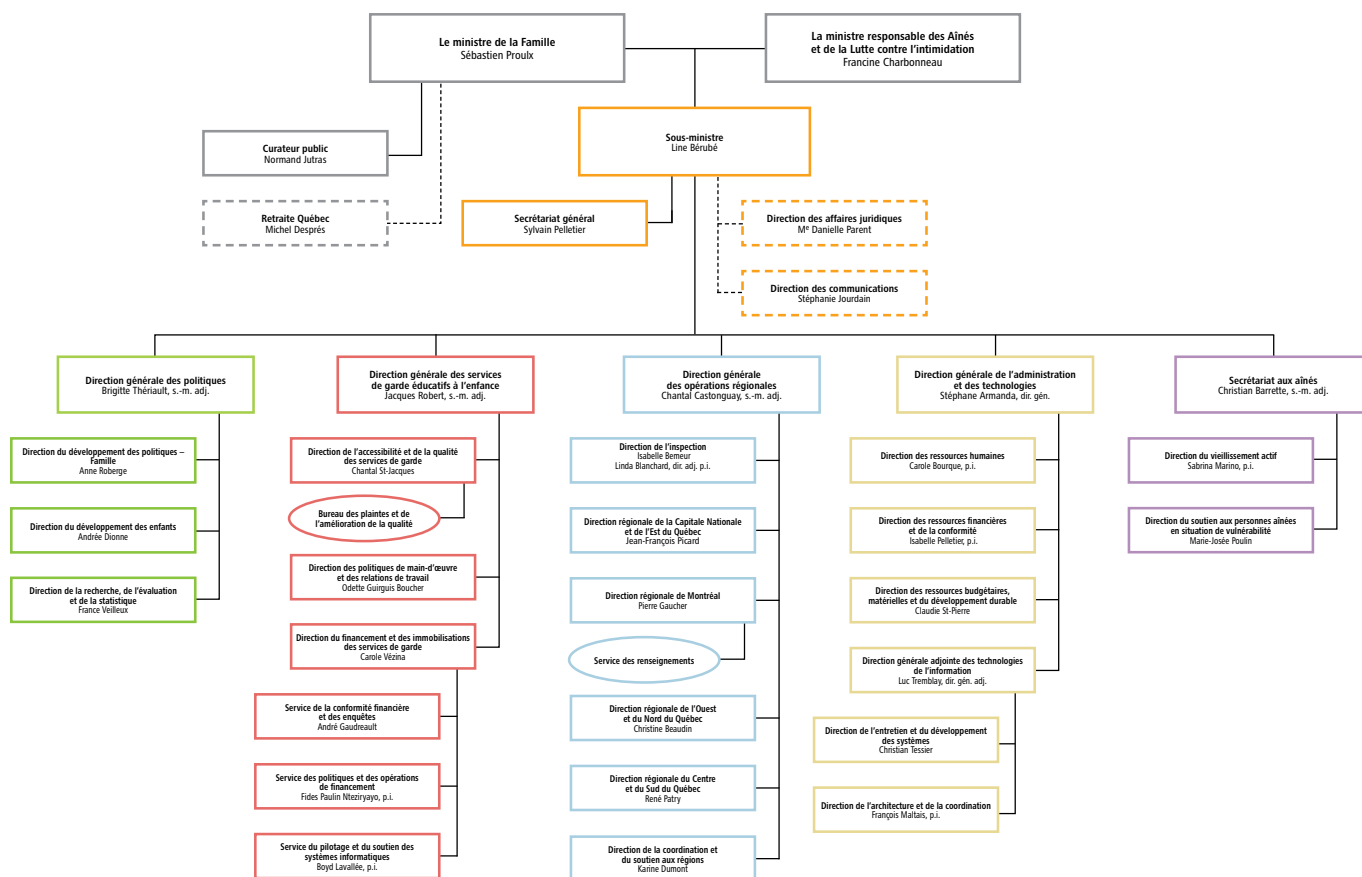 Le ministre de la Famille
Sébastien Proulx
La ministre responsable des Aînés
et de la Lutte contre l'intimidation
Francine Charbonneau
Curateur public
Normand Jutras
Sous-ministre
Line Bérubé
Retraite Québec
Michel Després
Secrétariat général
Sylvain Pelletier
Direction des affaires juridiques
Me Danielle Parent
Direction des communications
Stéphanie Jourdain
Direction générale des politiques
Brigitte Thériault, s.-m. adj.
Direction du développement des politiques –
Famille
Anne Roberge
Direction du développement des enfants
Andrée Dionne
Direction de la recherche, de l'évaluation
et de la statistique
France Veilleux
Direction générale des services
de garde éducatifs à l'enfance
Jacques Robert, s.-m. adj.
Direction de l'accessibilité et de la qualité
des services de garde
Chantal St-Jacques
Bureau des plaintes et de
l'amélioration de la qualité
Direction des politiques de main-d'œuvre
et des relations de travail
Odette Guirguis Boucher
Direction du financement et des immobilisations
des services de garde
Carole Vézina
Service de la conformité financière
et des enquêtes
André Gaudreault
Service des politiques et des opérations
de financement
Fides Paulin Nteziryayo, p.i.
Service du pilotage et du soutien des
systèmes informatiques
Boyd Lavallée, p.i.
Direction générale
des opérations régionales
Chantal Castonguay, s.-m. adj.
Direction de l'inspection
Isabelle Bemeur
Linda Blanchard, dir. adj. p.i.
Direction régionale de la Capitale Nationale
et de l'Est du Québec
Jean-François Picard
Direction régionale de Montréal
Pierre Gaucher
Service des renseignements
Direction régionale de l'Ouest
et du Nord du Québec
Christine Beaudin
Direction régionale du Centre
et du Sud du Québec
René Patry
Direction de la coordination et
du soutien aux régions
Karine Dumont
Direction générale de l'administration
et des technologies
Stéphane Armanda, dir. gén.
Direction des ressources humaines
Carole Bourque, p.i.
Direction des ressources financières
et de la conformité
Isabelle Pelletier, p.i.
Direction des ressources budgétaires,
matérielles et du développement durable
Claudie St-Pierre
Direction générale adjointe des technologies
de l'information
Luc Tremblay, dir. gén. adj.
Direction de l'entretien et du développement
des systèmes
Christian Tessier
Direction de l'architecture et de la coordination
François Maltais, p.i.
Secrétariat aux aînés
Christian Barrette, s.-m. adj.
Direction du vieillissement actif
Sabrina Marino, p.i.
Direction du soutien aux personnes aînées
en situation de vulnérabilité
Marie-Josée Poulin